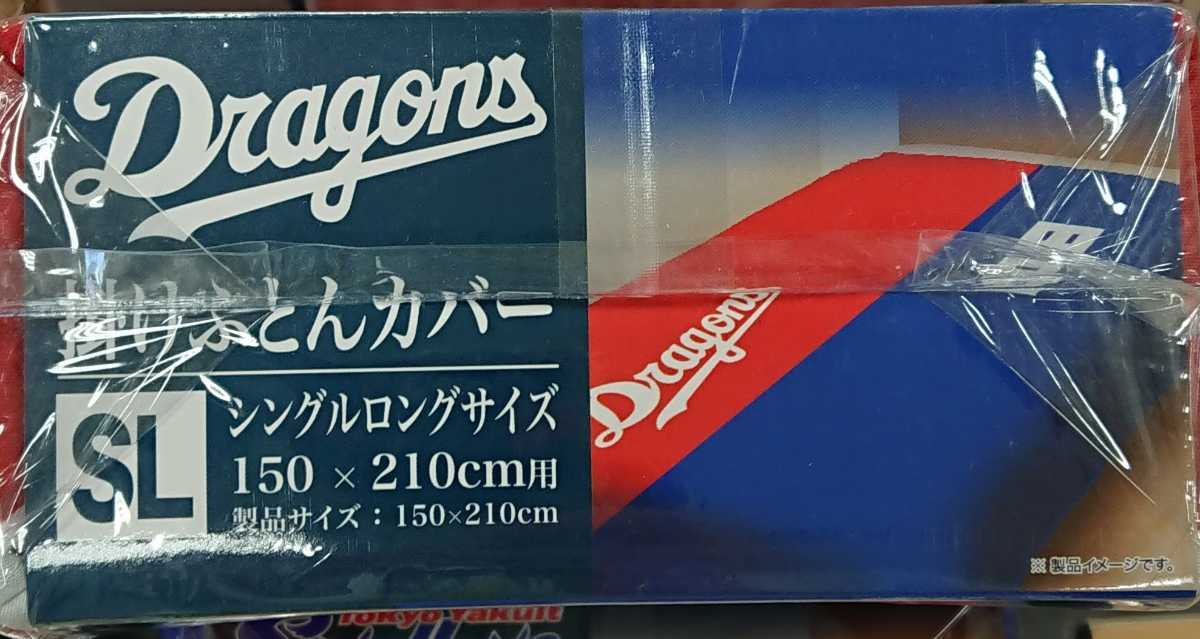 Dragons
掛けふとんカバー
SL
シングルロングサイズ
150 × 210cm用
製品サイズ：150×210cm
Dragons
※製品イメージです。
Tokyo Yakult